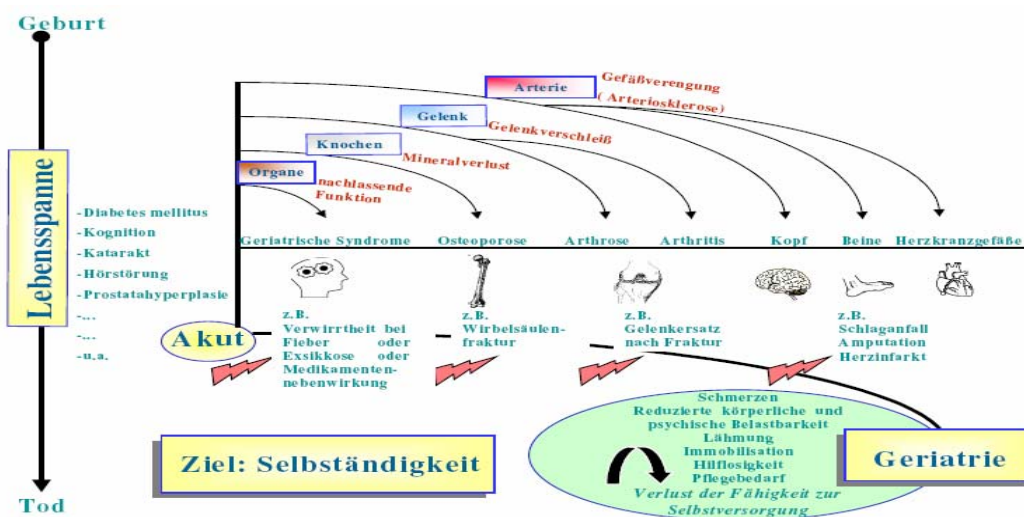 Geburt
Lebensspanne
Tod
-Diabetes mellitus
-Kognition
-Katarakt
-Hörstörung
-Prostatahyperplasie
-...
-...
-u.a.
Arterie
Gefäßverengung
( Arteriosklerose)
Gelenk
Gelenkverschleiß
Knochen
Mineralverlust
Organe
nachlassende
Funktion
Geriatrische Syndrome
Osteoporose
Arthrose
Arthritis
Kopf
Beine
Herzkranzgefäße
Akut
z.B.
Verwirrtheit bei
Fieber oder
Exsikkose oder
Medikamenten-
nebenwirkung
z.B.
Wirbelsäulen-
fraktur
z.B.
Gelenkersatz
nach Fraktur
z.B.
Schlaganfall
Amputation
Herzinfarkt
Ziel: Selbständigkeit
Schmerzen
Reduzierte körperliche und
psychische Belastbarkeit
Lähmung
Immobilisation
Hilflosigkeit
Pflegebedarf
Verlust der Fähigkeit zur
Selbstversorgung
Geriatrie